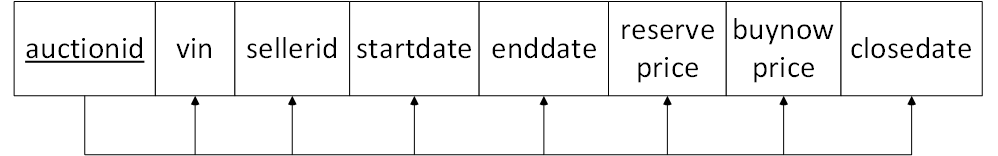 auctionid
vin
sellerid
startdate
enddate
reserve
price
buynow
price
closedate